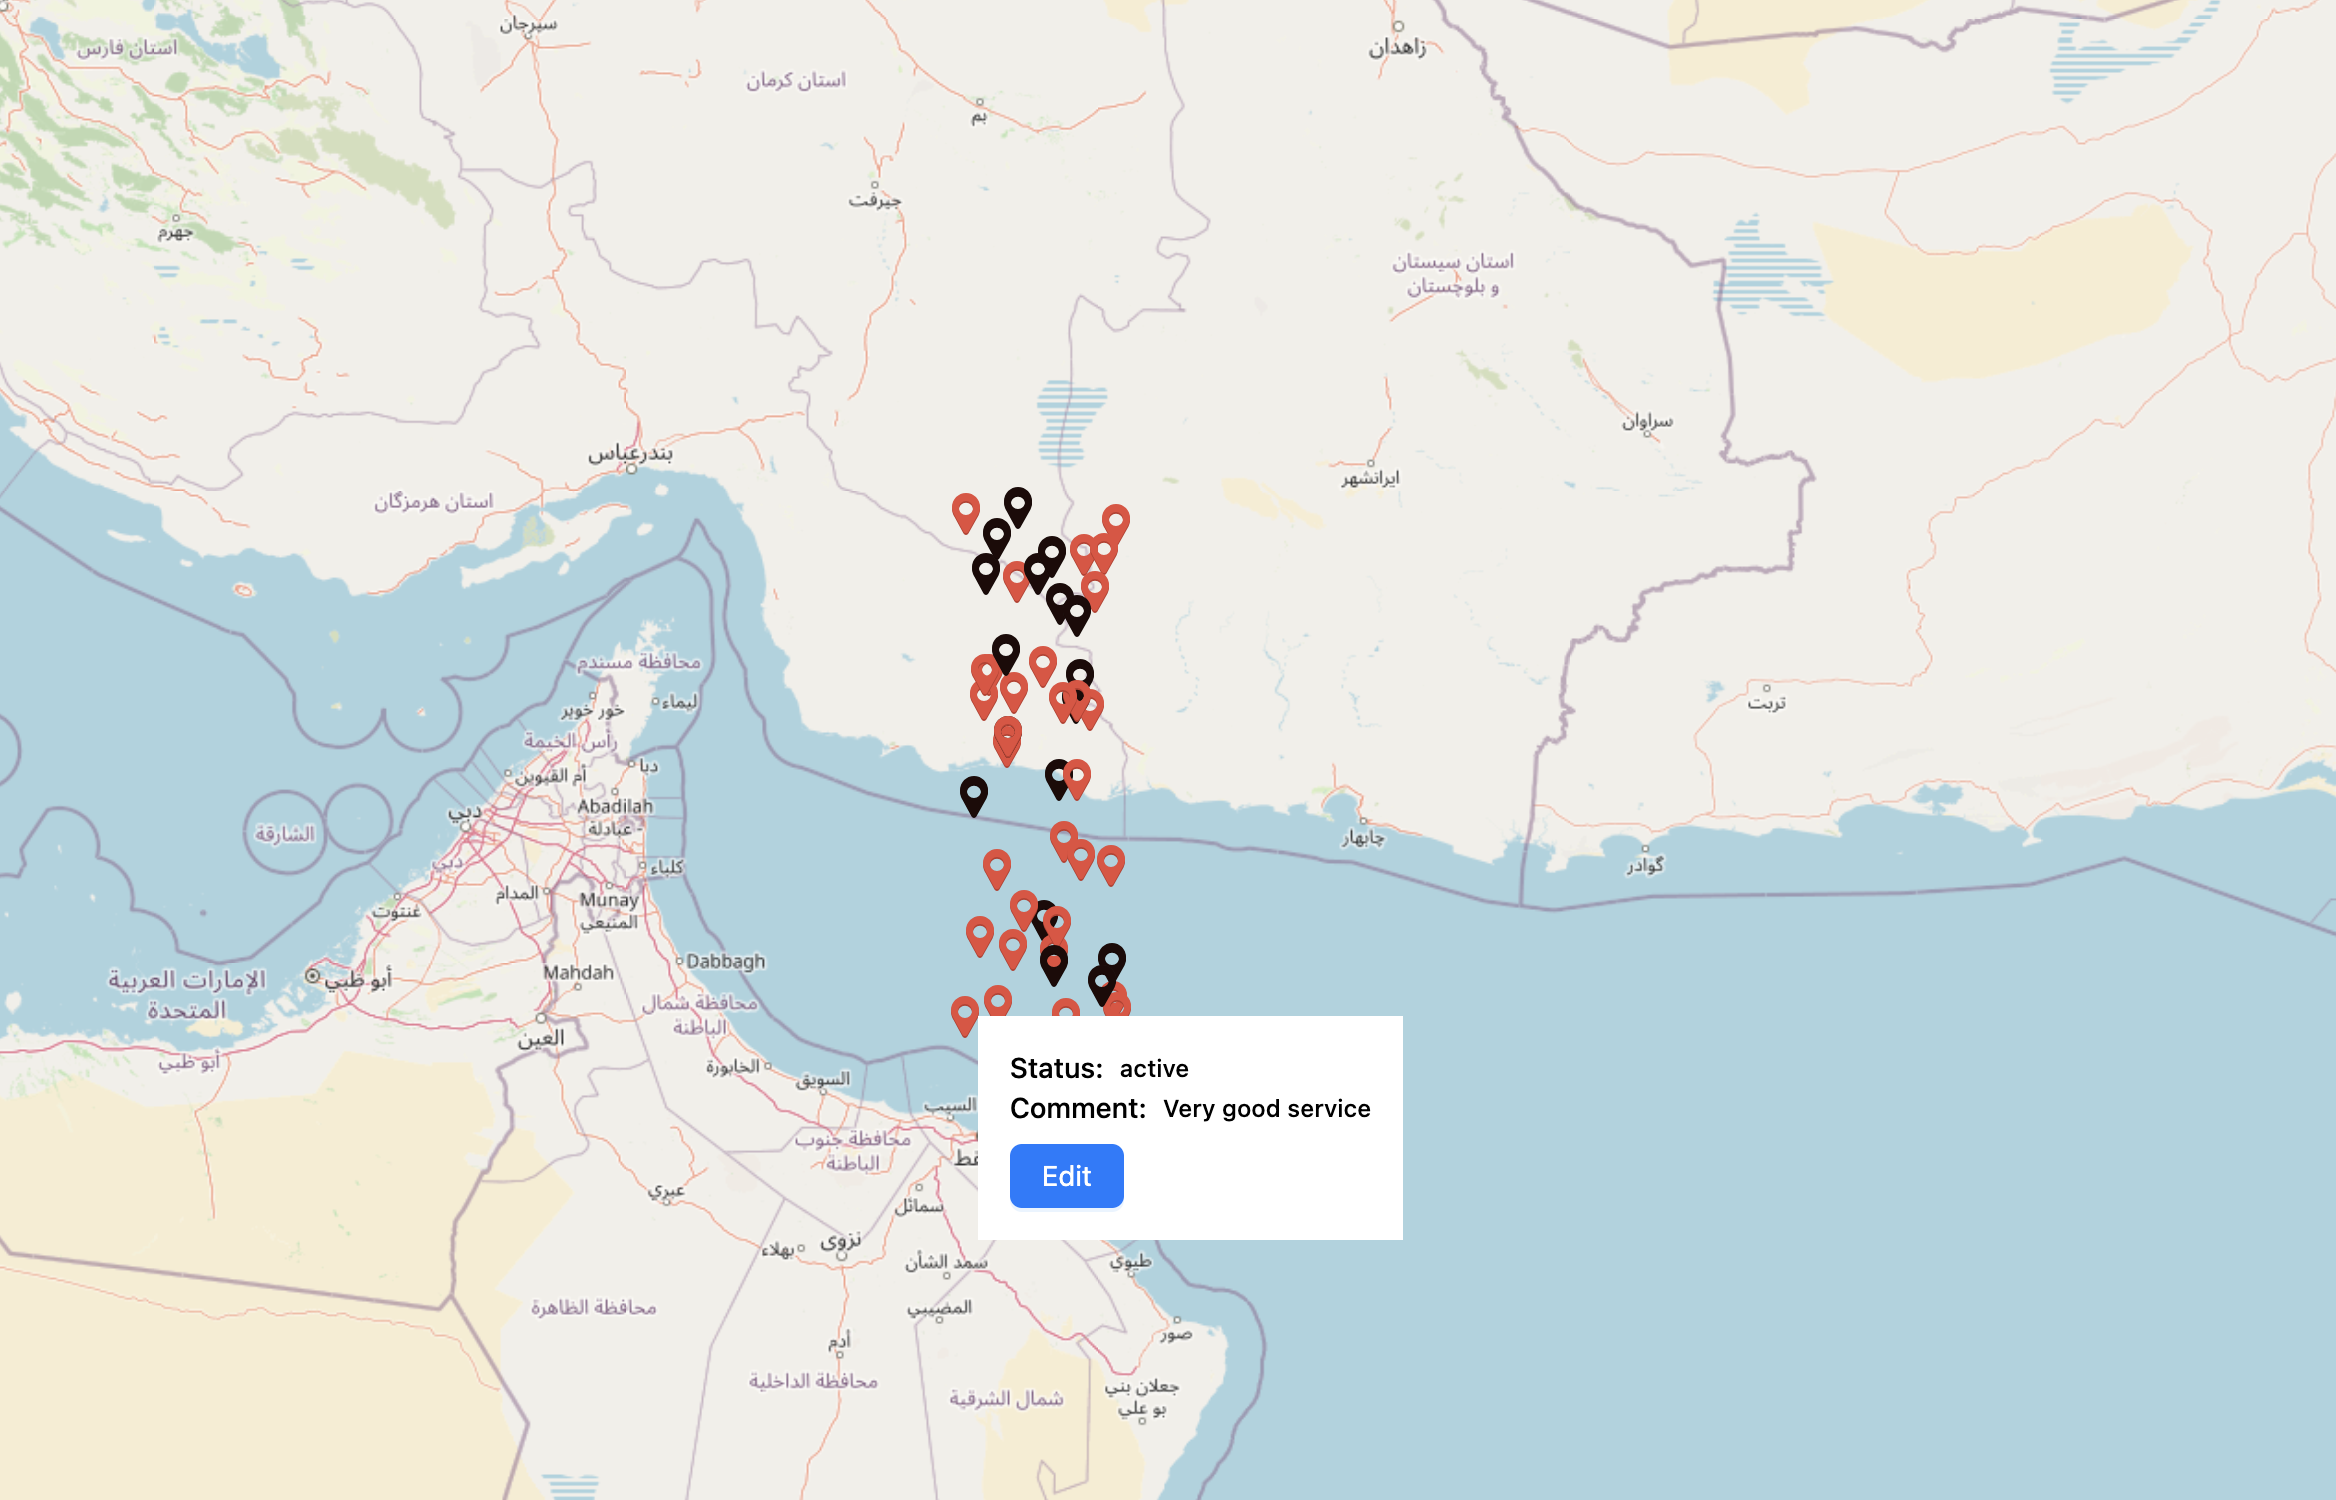 سیرجان
استان فارس
استان کرمان
زاهدان
بم
جیرفت
جهرم
استان سیستان
و بلوچستان
سراوان
بندرعباس
ایرانشهر
استان هرمزگان
محافظة مسندم
ليماء
خور خوير
تربت
رأس الخيمة
دبا
أم القيوين
Abadilah
- عبادلة
دبي
الشارقة
چابهار
دبي
كلباء
گوادر
المدام
غنتوت
Munay
المنيعي
Dabbagh
Mahdah
الإمارات العربية
المتحدة
أبو ظبي
محافظة شمال
الباطنة
العين
أبو ظبي
الخابورة
السويق
السيب
محافظة جنوب
الباطنة
قط
عبري
سمائل
نزوى
بهلاء
سمد الشأن
طيوي
المضيبي
محافظة الظاهرة
صور
أدم
محافظة الداخلية
شمال الشرقية
جعلان بني
بو علي
Status: active
Comment: Very good service
Edit